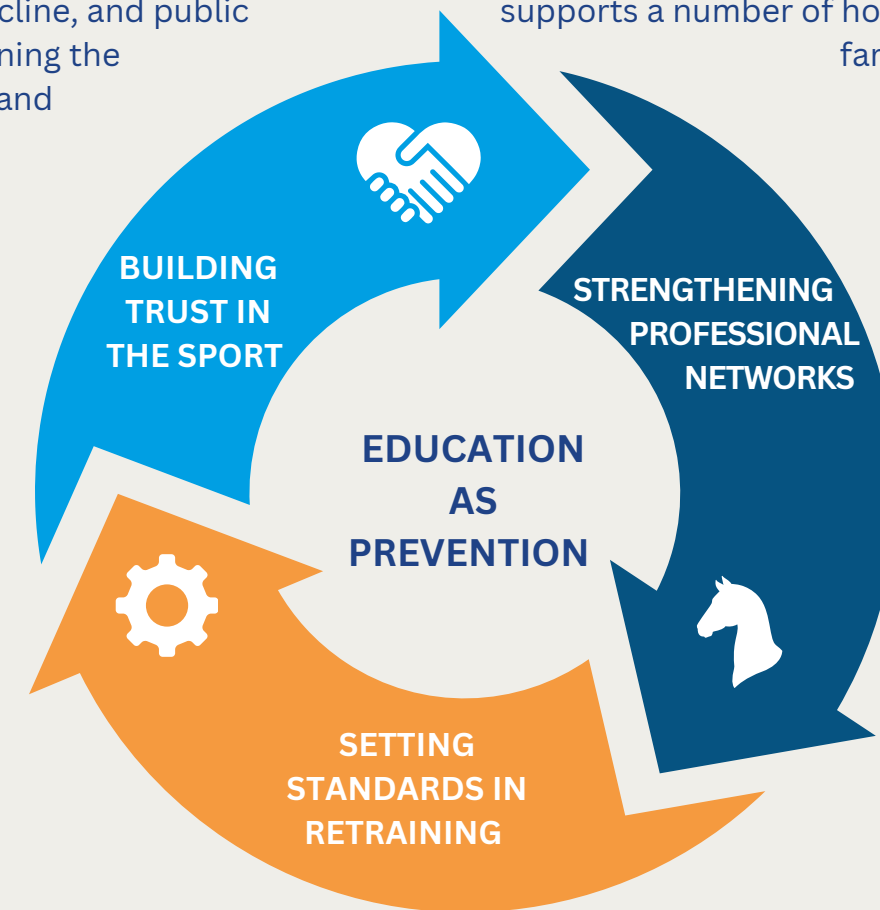 cline, and public
ning the
and
supports a number of ho
far
BUILDING
TRUST IN
THE SPORT
STRENGTHENING
PROFESSIONAL
NETWORKS
EDUCATION
AS
PREVENTION
SETTING
STANDARDS IN
RETRAINING